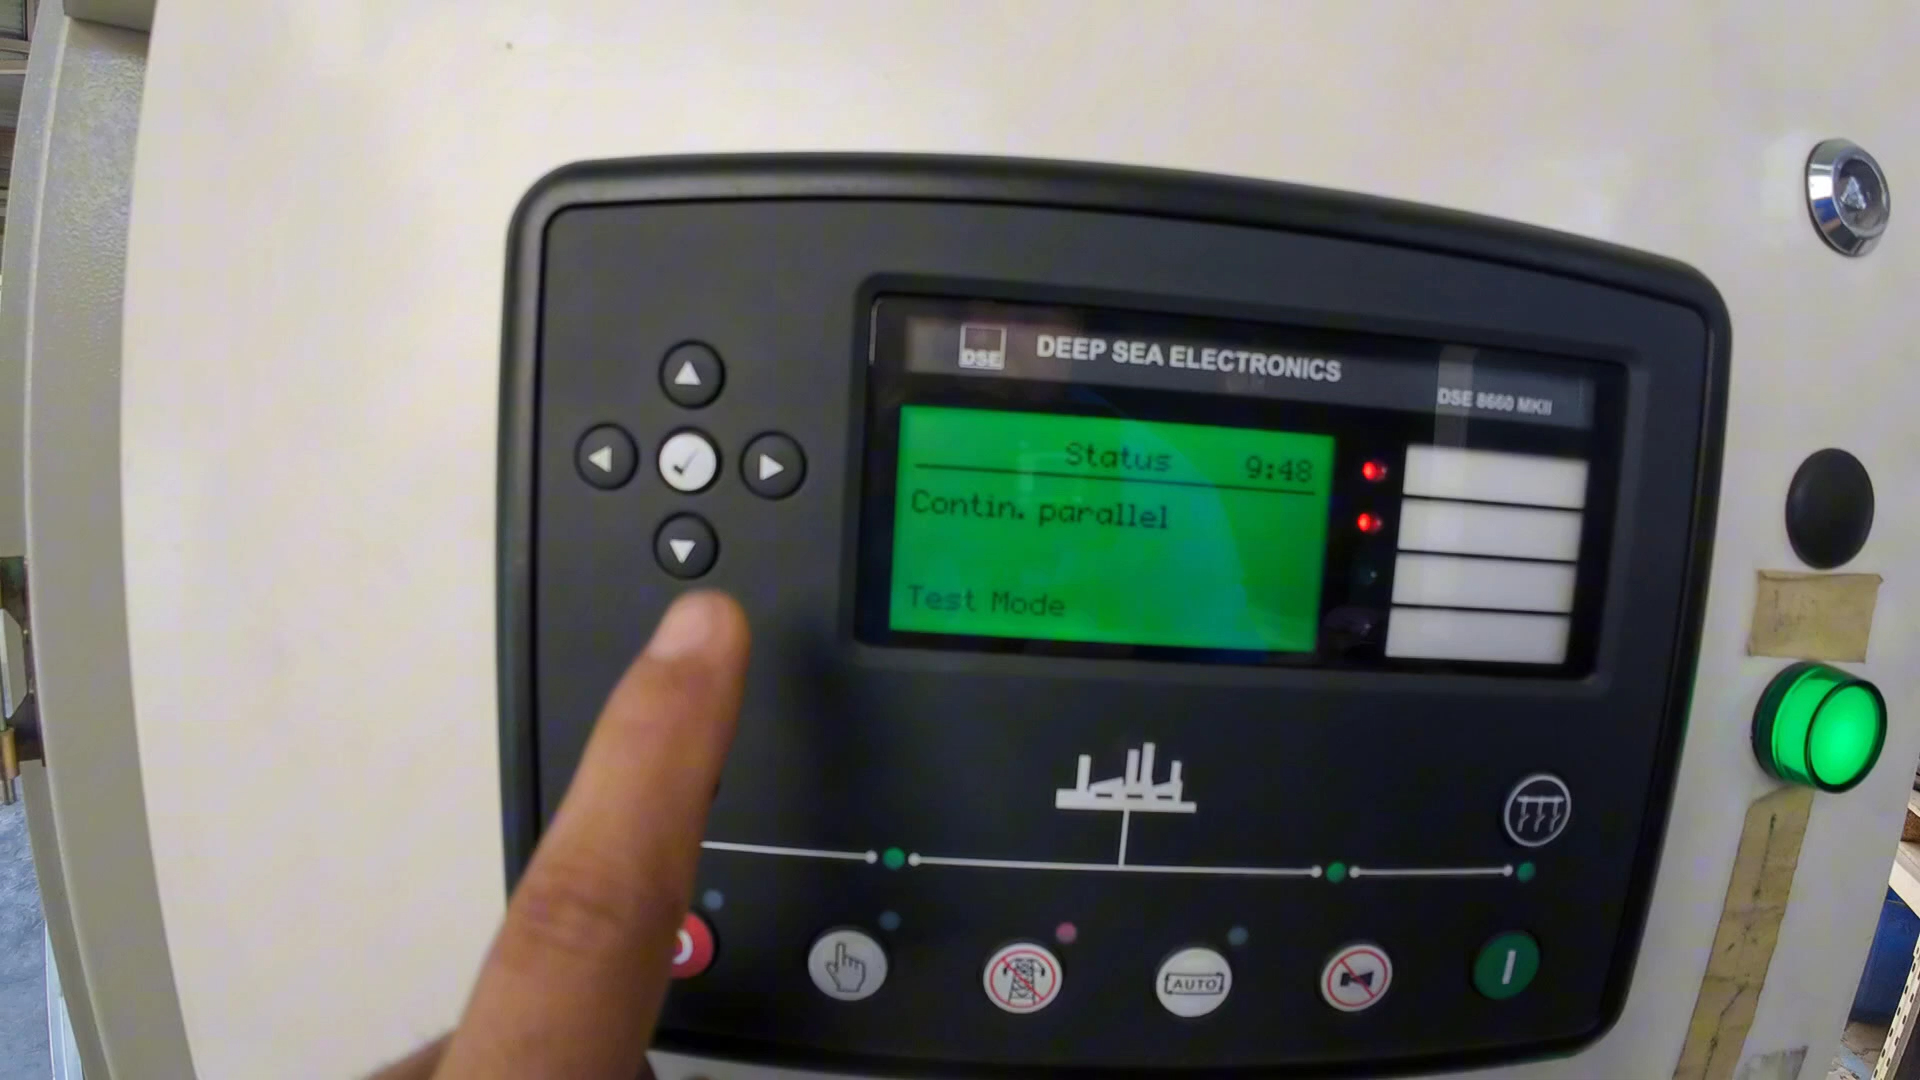 DSE DEEP SEA ELECTRONICS
DSE 8660 MKII
Status 9:48
Contin. parallel
Test Mode
AUTO